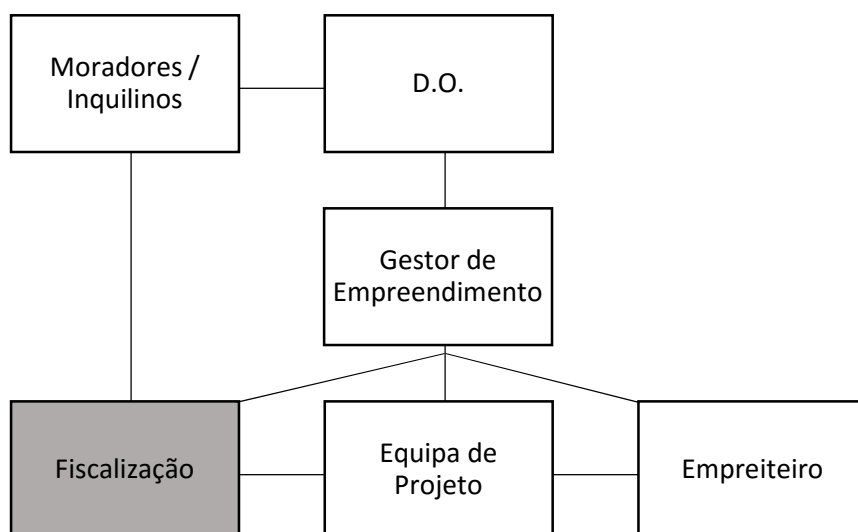 Moradores /
Inquilinos
D.O.
Gestor de
Empreendimento
Fiscalização
Equipa de
Projeto
Empreiteiro